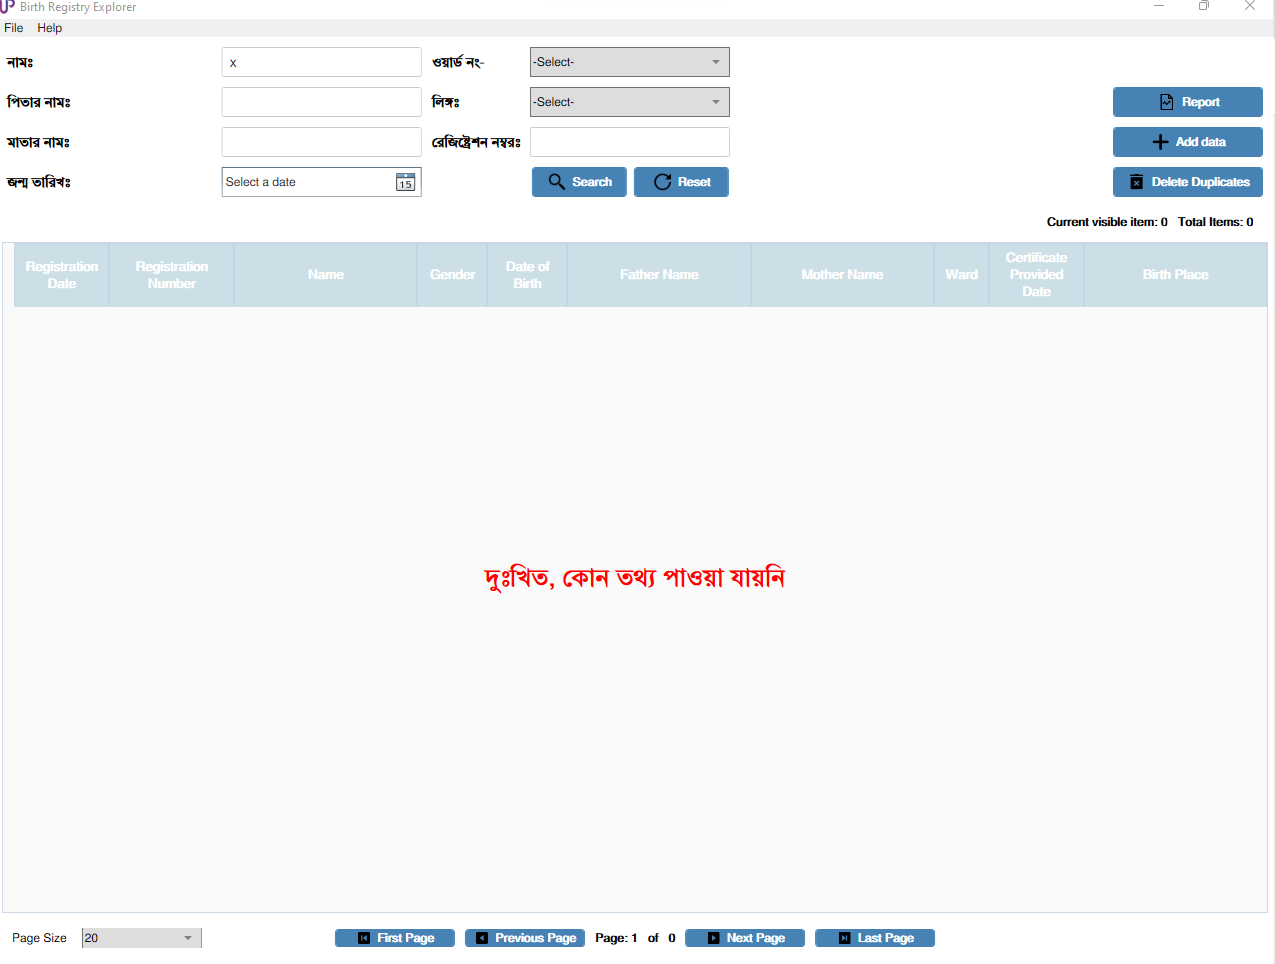 Birth Registry Explorer
File Help
নামঃ x ওয়ার্ড নং- -Select-
পিতার নামঃ লিঙ্গঃ -Select- Report
মাতার নামঃ রেজিষ্ট্রেশন নম্বরঃ Add data
জন্ম তারিখঃ Select a date 15 Search Reset Delete Duplicates
Current visible item: 0 Total Items: 0
Registration Date Registration Number Name Gender Date of Birth Father Name Mother Name Ward Certificate Provided Date Birth Place
দুঃখিত, কোন তথ্য পাওয়া যায়নি
Page Size 20 First Page Previous Page Page: 1 of 0 Next Page Last Page